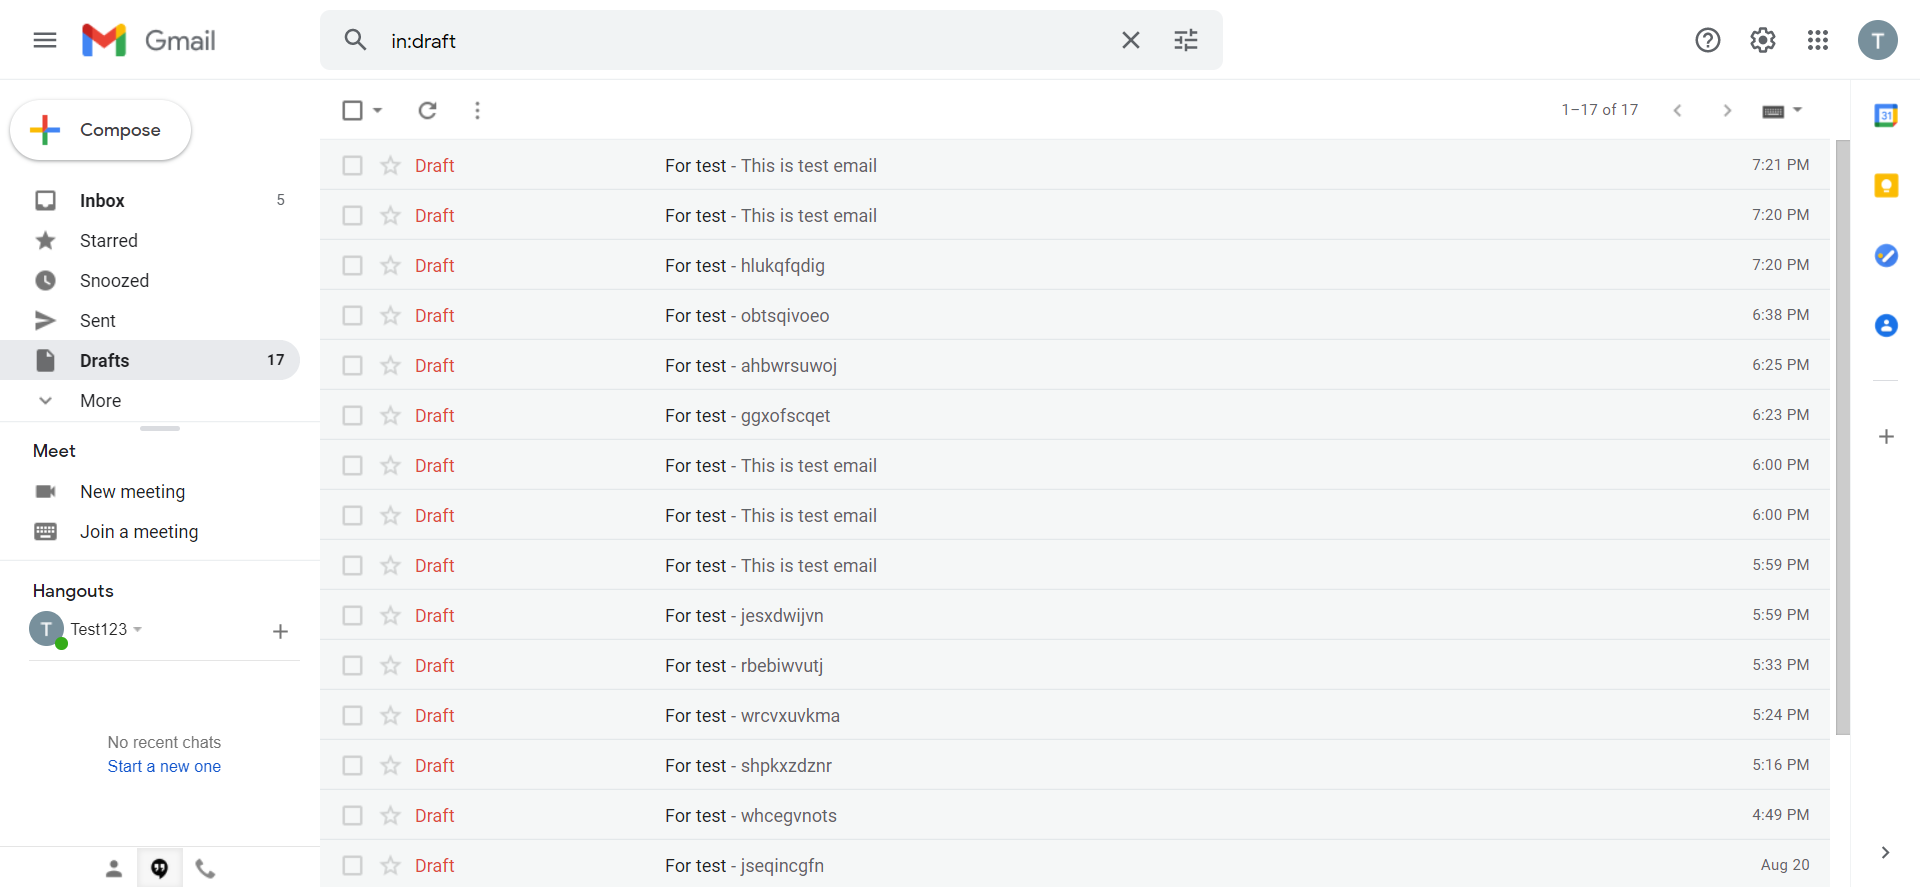 Gmail
in:draft
T
Compose
1–17 of 17
31
Inbox 5
Starred
Snoozed
Sent
Drafts 17
More
Meet
New meeting
Join a meeting
Hangouts
T Test123
No recent chats
Start a new one
Draft For test - This is test email 7:21 PM
Draft For test - This is test email 7:20 PM
Draft For test - hlukqfqdig 7:20 PM
Draft For test - obtsqivoeo 6:38 PM
Draft For test - ahbwrsuwoj 6:25 PM
Draft For test - ggxofscqet 6:23 PM
Draft For test - This is test email 6:00 PM
Draft For test - This is test email 6:00 PM
Draft For test - This is test email 5:59 PM
Draft For test - jesxdwijvn 5:59 PM
Draft For test - rbebiwvutj 5:33 PM
Draft For test - wrcvxuvkma 5:24 PM
Draft For test - shpkxzdznr 5:16 PM
Draft For test - whcegvnots 4:49 PM
Draft For test - jseqincgfn Aug 20